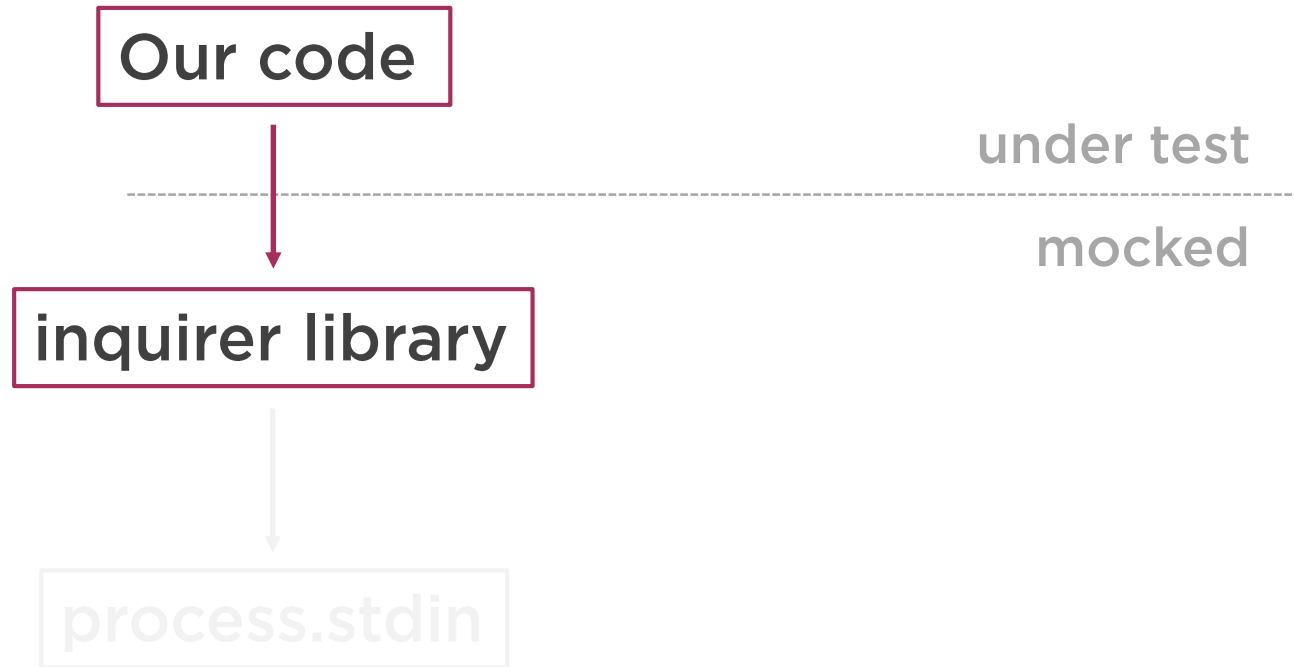 Our code
under test
mocked
inquirer library
process.stdin